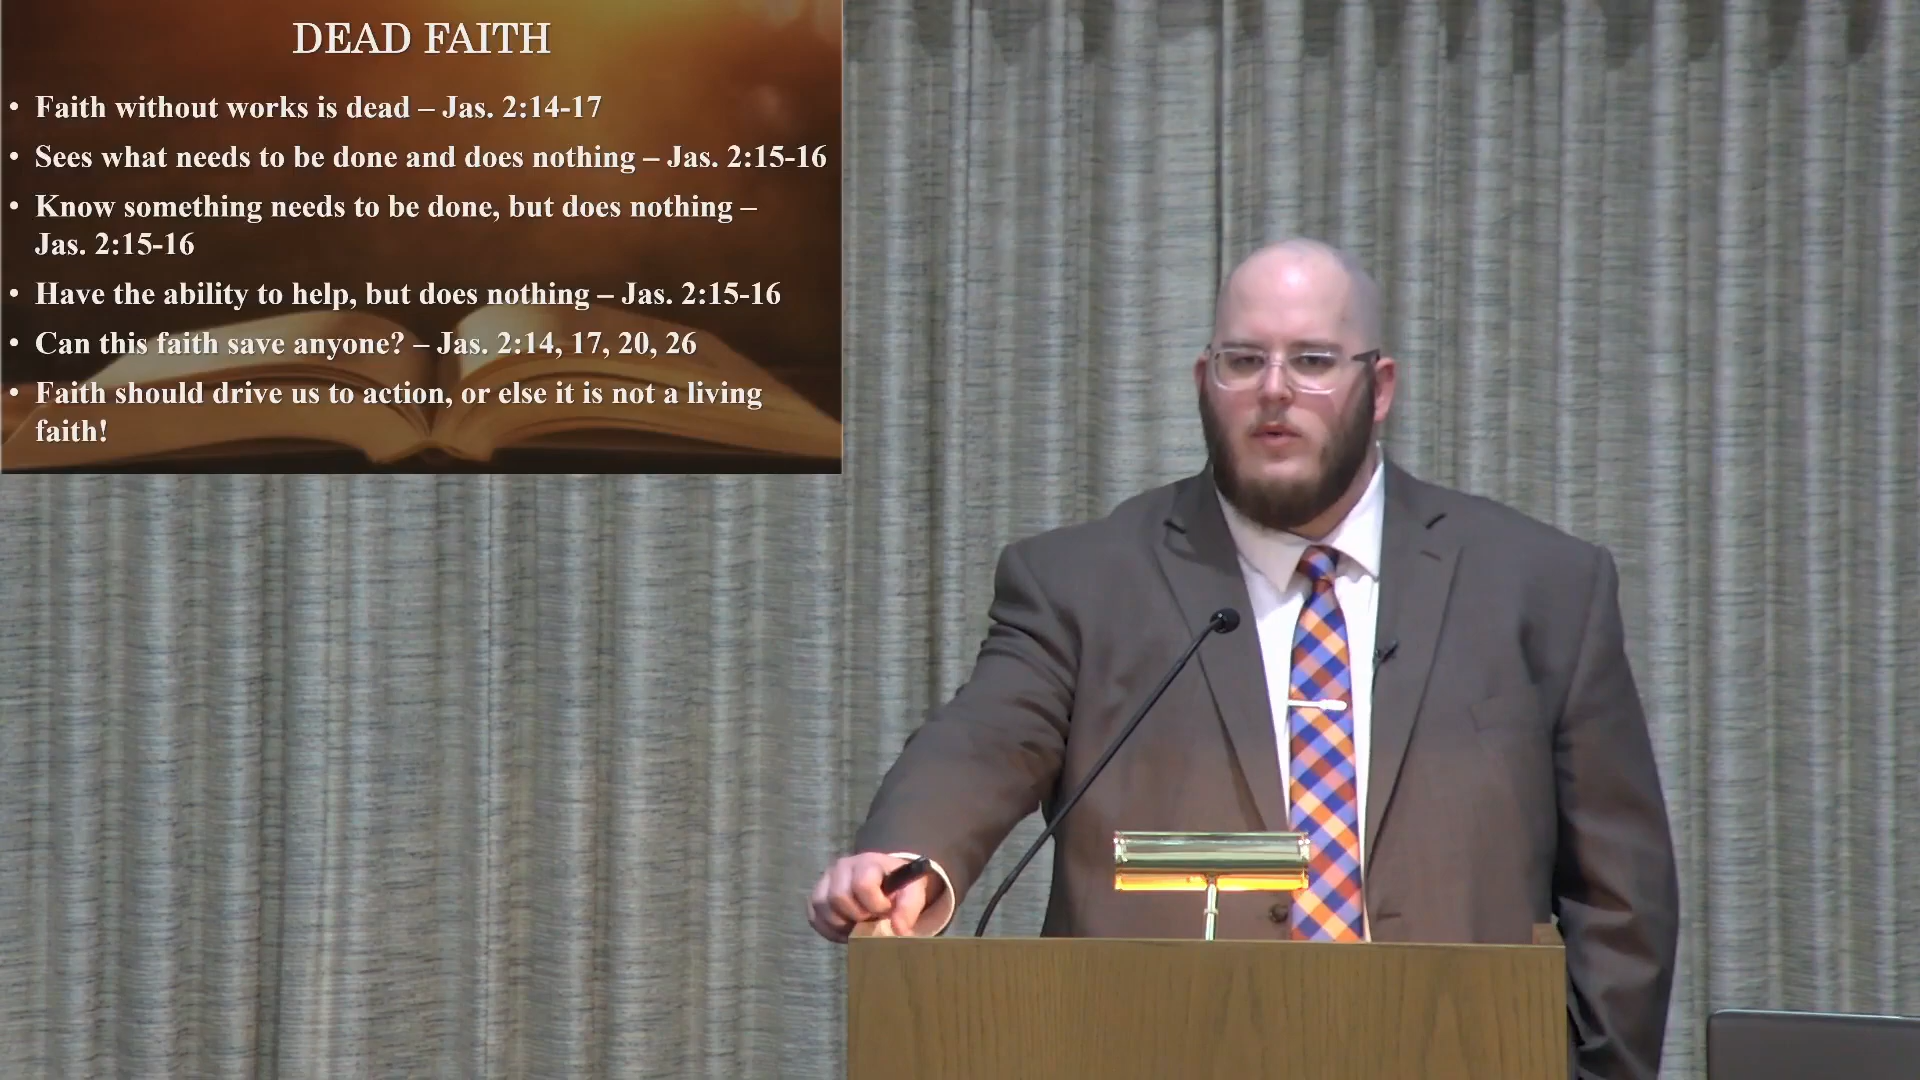 DEAD FAITH
• Faith without works is dead – Jas. 2:14-17
• Sees what needs to be done and does nothing – Jas. 2:15-16
• Know something needs to be done, but does nothing –
Jas. 2:15-16
• Have the ability to help, but does nothing – Jas. 2:15-16
• Can this faith save anyone? – Jas. 2:14, 17, 20, 26
• Faith should drive us to action, or else it is not a living
faith!